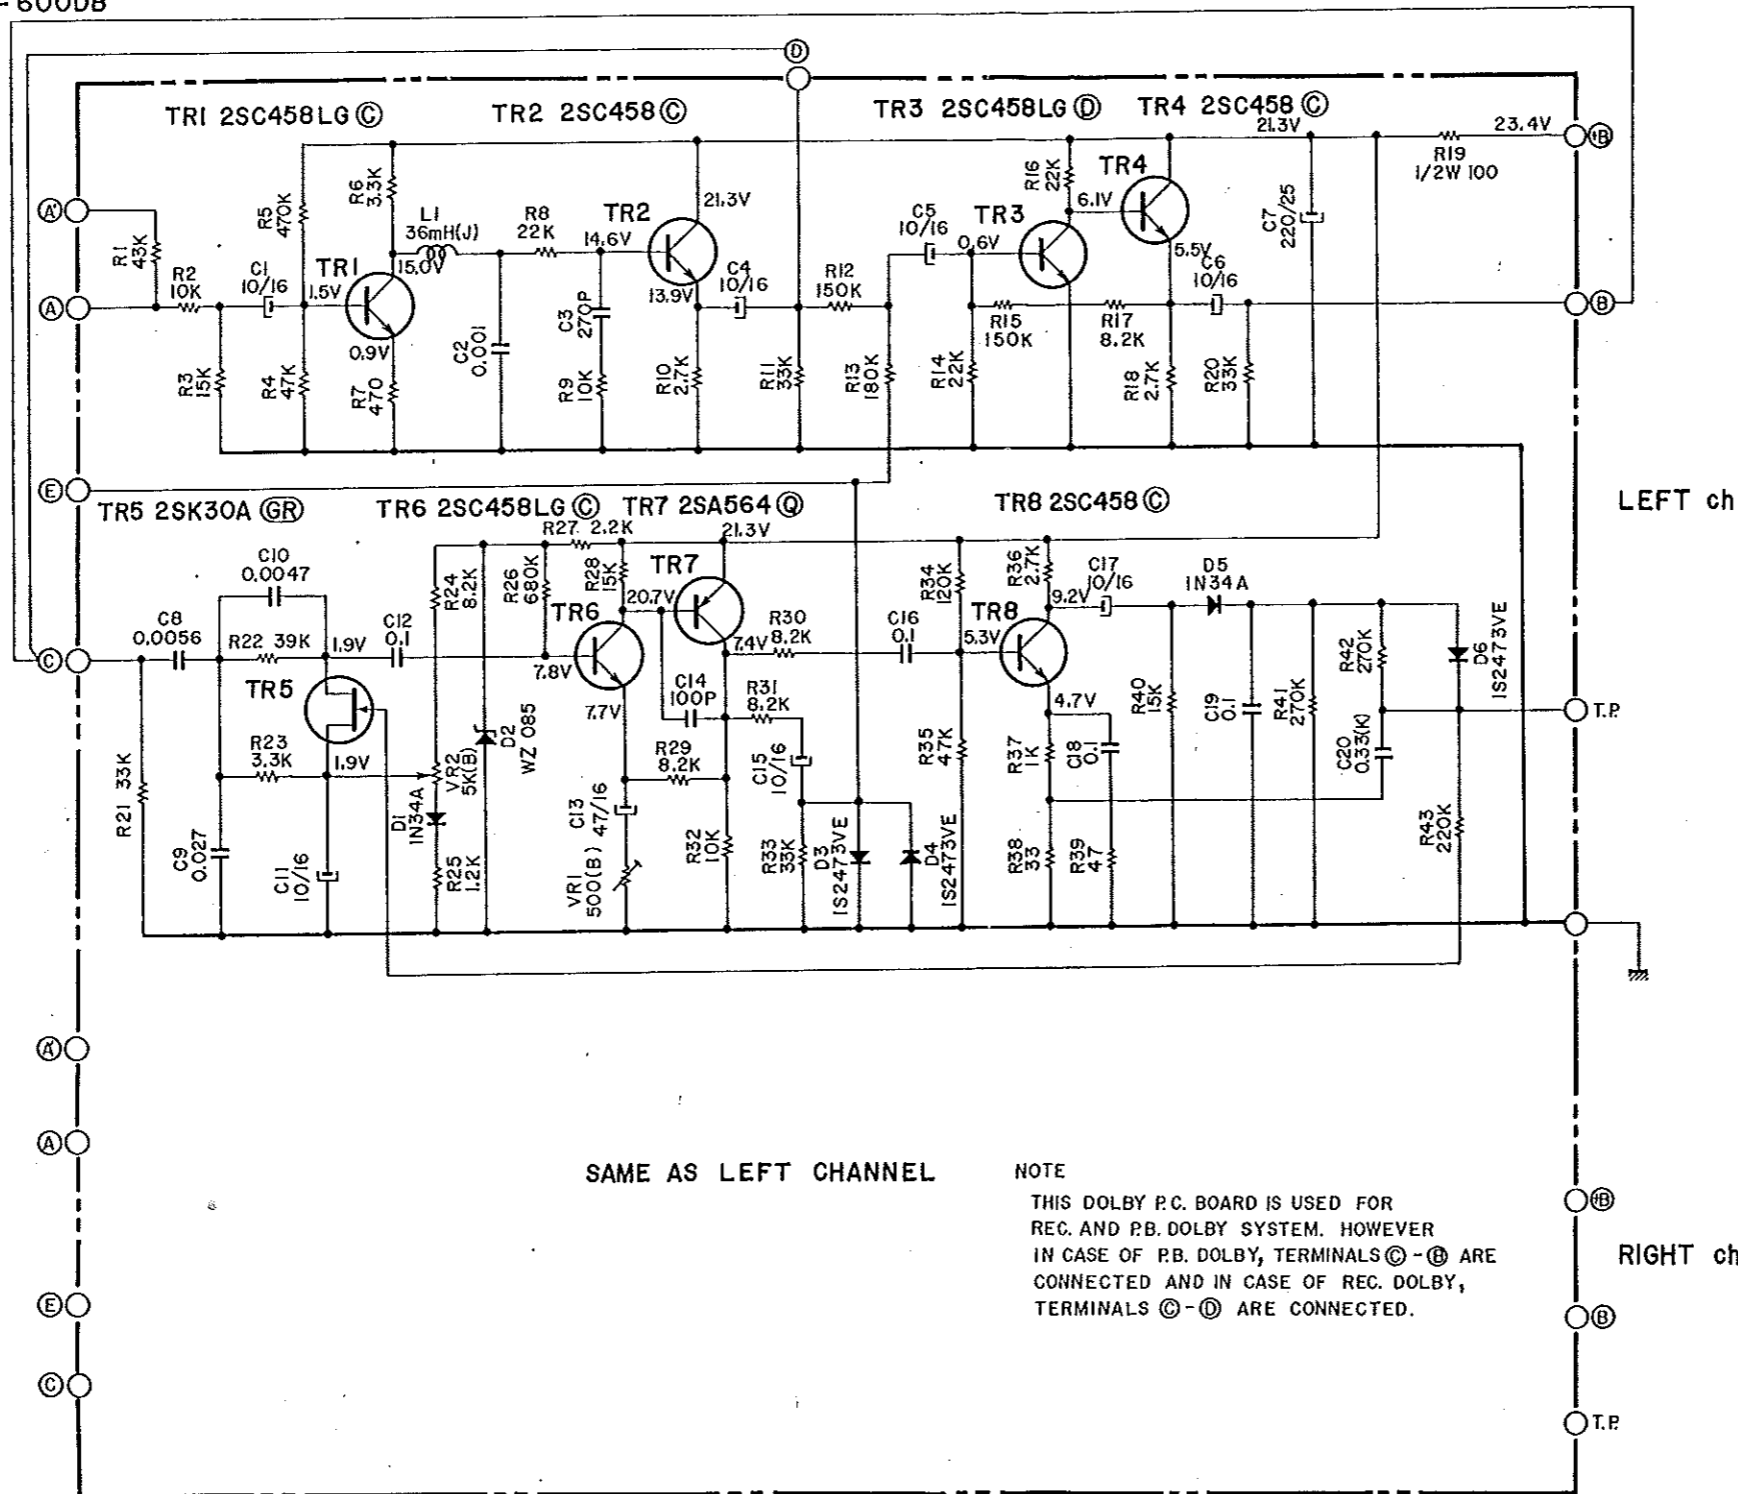 -600DB
Ⓓ
TR1 2SC458LG Ⓒ
TR2 2SC458 Ⓒ
TR3 2SC458LG Ⓓ
TR4 2SC458 Ⓒ
21.3V
23.4V
R19
1/2W 100
+B
A'
R1
43K
R5
470K
R6
3.3K
L1
36mH(J)
15.0V
R8
22K
14.6V
TR2
21.3V
13.9V
C4
10/16
C5
10/16
0.6V
TR3
R16
22K
6.1V
TR4
5.5V
C6
10/16
C7
220/25
A
R2
10K
C1
10/16
1.5V
TR1
0.9V
R3
15K
R4
47K
R7
470
C2
0.001
C3
270P
R9
10K
R10
2.7K
R11
33K
R12
150K
R13
180K
R14
22K
R15
150K
R17
8.2K
R18
2.7K
R20
33K
B
E
TR5 2SK30A GR
TR6 2SC458LG Ⓒ
TR7 2SA564 Ⓠ
TR8 2SC458 Ⓒ
LEFT ch
C10
0.0047
C8
0.0056
R22 39K
1.9V
C12
0.1
R24
8.2K
R26
680K
R27 2.2K
R28
15K
21.3V
TR7
20.7V
TR6
7.8V
7.7V
7.4V
R30
8.2K
C16
0.1
R34
120K
R36
2.7K
9.2V
C17
10/16
D5
1N34A
TR8
5.3V
4.7V
C
TR5
R23
3.3K
1.9V
VR2
5K(B)
D2
WZ 085
C14
100P
R31
8.2K
R29
8.2K
C15
10/16
R35
47K
R37
1K
C18
0.1
R40
15K
C19
0.1
R41
270K
R42
270K
C20
0.33(K)
D6
1S2473VE
T.P.
R21 33K
C9
0.027
C11
10/16
D1
1N34A
R25
1.2K
C13
47/16
VR1
500(B)
R32
10K
R33
33K
D3
1S2473VE
D4
1S2473VE
R38
33
R39
47
R43
220K
A'
A
E
C
SAME AS LEFT CHANNEL
NOTE
THIS DOLBY P.C. BOARD IS USED FOR
REC. AND P.B. DOLBY SYSTEM. HOWEVER
IN CASE OF P.B. DOLBY, TERMINALS Ⓒ-Ⓑ ARE
CONNECTED AND IN CASE OF REC. DOLBY,
TERMINALS Ⓒ-Ⓓ ARE CONNECTED.
+B
RIGHT ch
B
T.P.